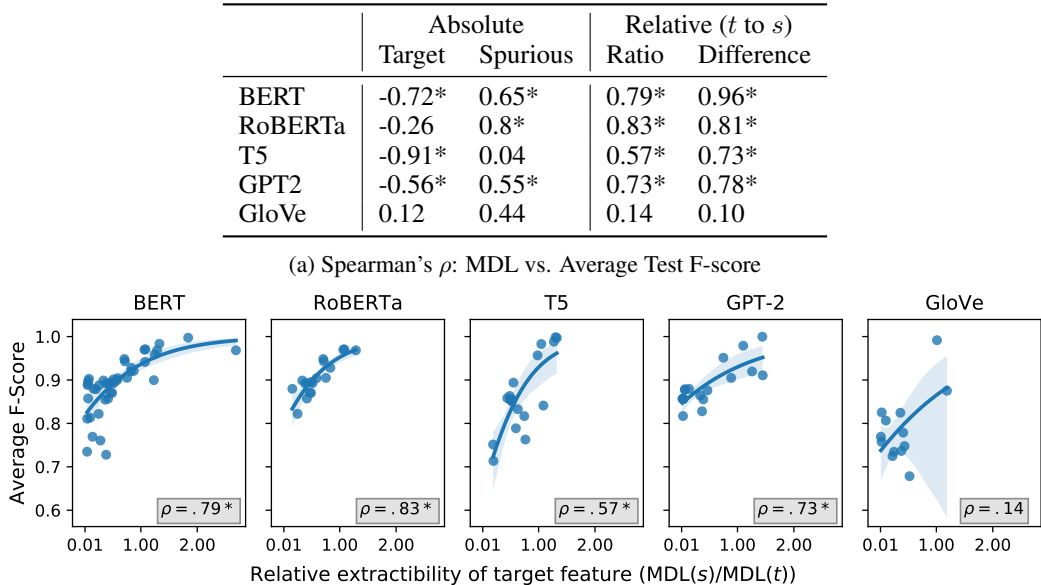 Absolute Relative (t to s)
Target Spurious Ratio Difference
BERT -0.72* 0.65* 0.79* 0.96*
RoBERTa -0.26 0.8* 0.83* 0.81*
T5 -0.91* 0.04 0.57* 0.73*
GPT2 -0.56* 0.55* 0.73* 0.78*
GloVe 0.12 0.44 0.14 0.10
(a) Spearman's ρ: MDL vs. Average Test F-score
BERT RoBERTa T5 GPT-2 GloVe
1.0
0.9
0.8
0.7
0.6
Average F-Score
ρ = .79 * ρ = .83 * ρ = .57 * ρ = .73 * ρ = .14
0.01 1.00 2.00 0.01 1.00 2.00 0.01 1.00 2.00 0.01 1.00 2.00 0.01 1.00 2.00
Relative extractibility of target feature (MDL(s)/MDL(t))